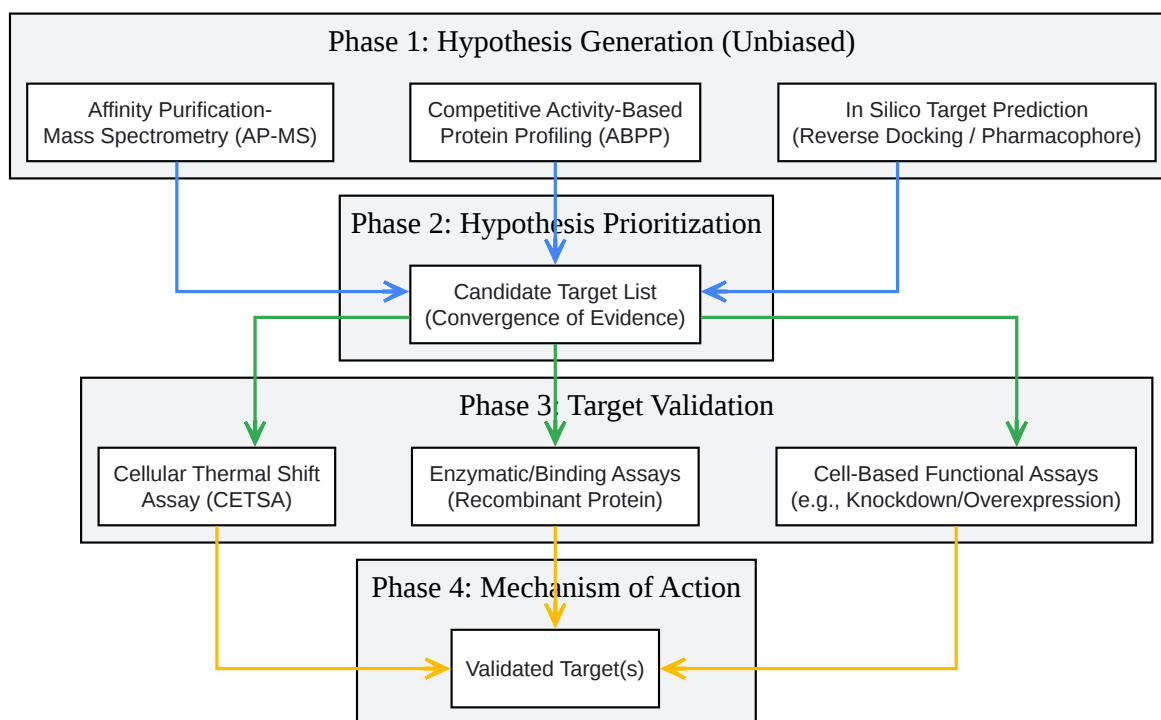 Phase 1: Hypothesis Generation (Unbiased)
Affinity Purification-
Mass Spectrometry (AP-MS)
Competitive Activity-Based
Protein Profiling (ABPP)
In Silico Target Prediction
(Reverse Docking / Pharmacophore)
Phase 2: Hypothesis Prioritization
Candidate Target List
(Convergence of Evidence)
Phase 3: Target Validation
Cellular Thermal Shift
Assay (CETSA)
Enzymatic/Binding Assays
(Recombinant Protein)
Cell-Based Functional Assays
(e.g., Knockdown/Overexpression)
Phase 4: Mechanism of Action
Validated Target(s)